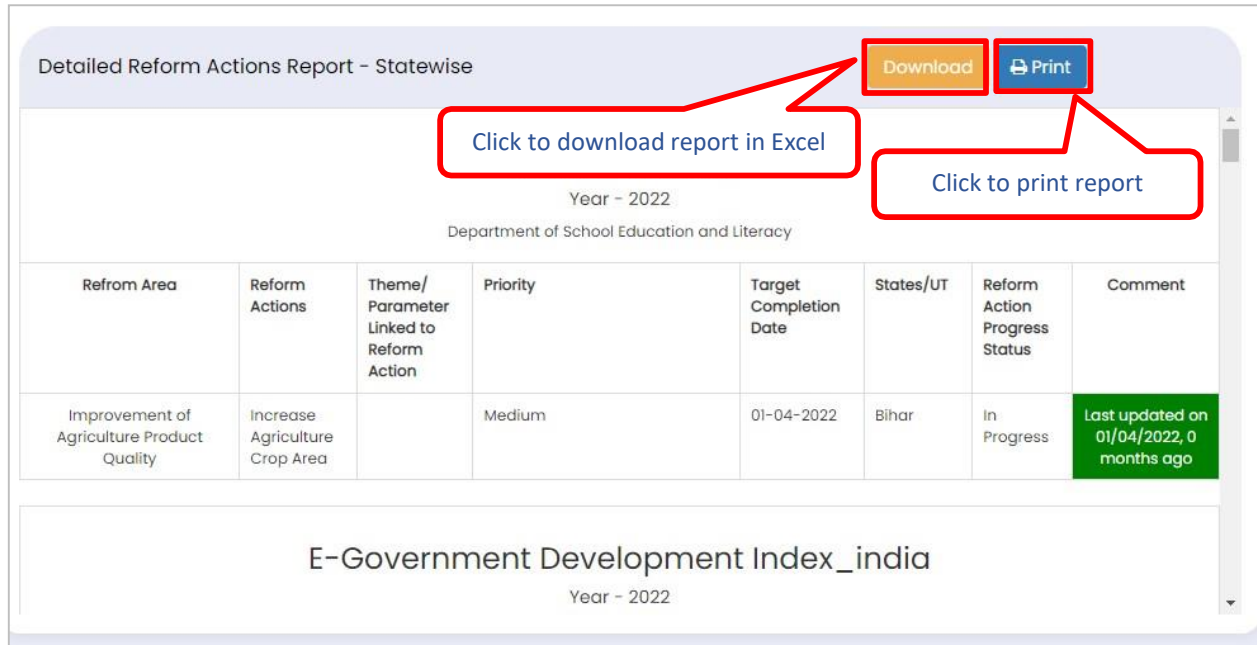 Detailed Reform Actions Report - Statewise
Download
Print
Click to download report in Excel
Click to print report
Year - 2022
Department of School Education and Literacy
Refrom Area
Reform
Actions
Theme/
Parameter
Linked to
Reform
Action
Priority
Target
Completion
Date
States/UT
Reform
Action
Progress
Status
Comment
Improvement of
Agriculture Product
Quality
Increase
Agriculture
Crop Area
Medium
01-04-2022
Bihar
In
Progress
Last updated on
01/04/2022, 0
months ago
E-Government Development Index_india
Year - 2022